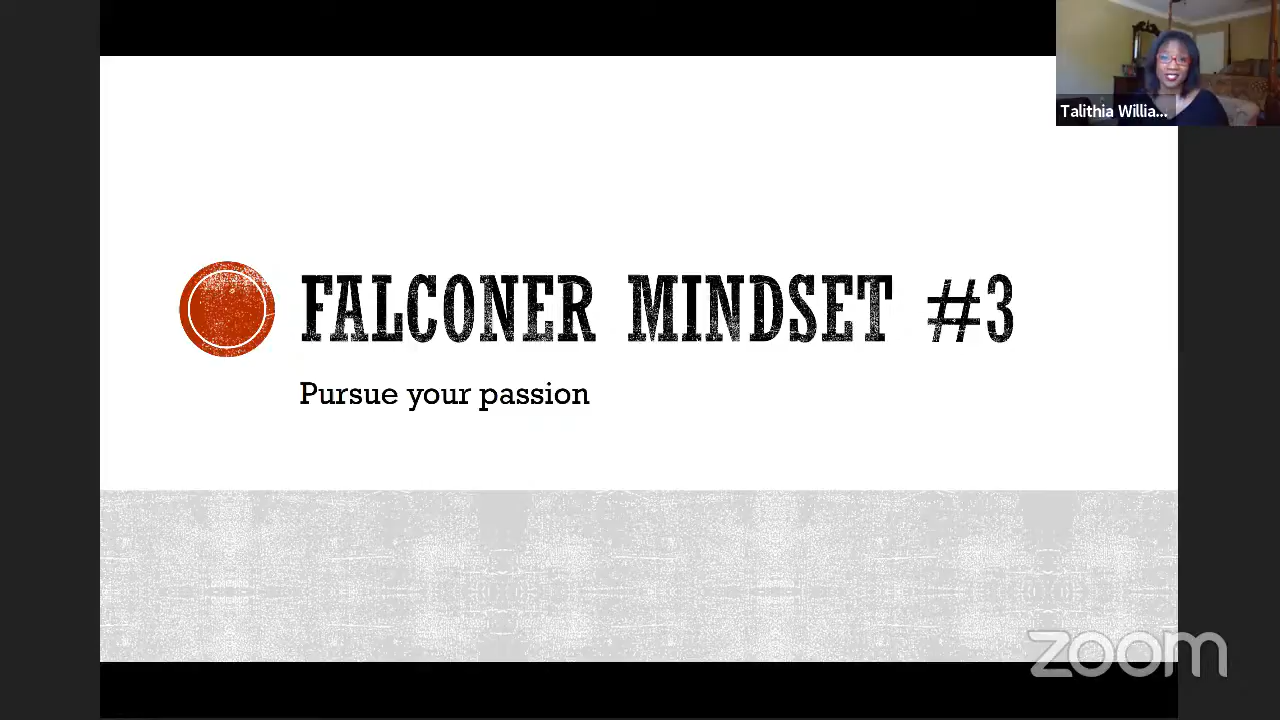 Talithia Willia...
FALCONER MINDSET #3
Pursue your passion
zoom